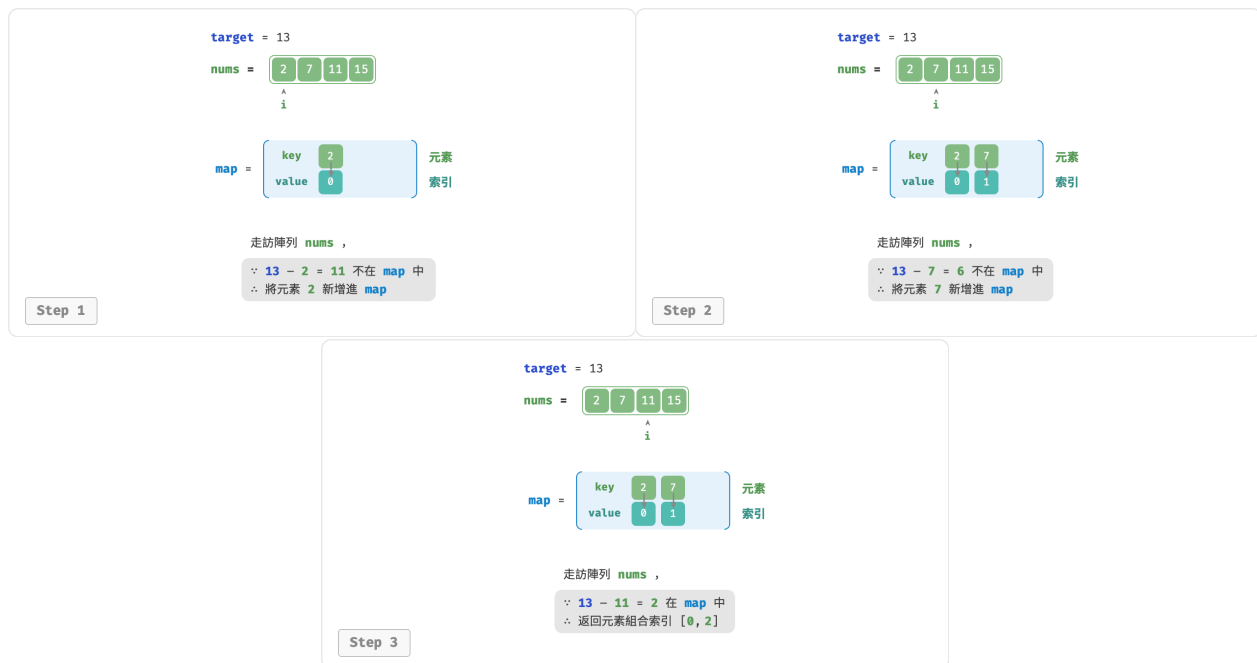 target = 13
nums = 2 7 11 15
i
map =
key 2 元素
value 0 索引
走訪陣列 nums ,
∵ 13 − 2 = 11 不在 map 中
∴ 將元素 2 新增進 map
Step 1
target = 13
nums = 2 7 11 15
i
map =
key 2 7 元素
value 0 1 索引
走訪陣列 nums ,
∵ 13 − 7 = 6 不在 map 中
∴ 將元素 7 新增進 map
Step 2
target = 13
nums = 2 7 11 15
i
map =
key 2 7 元素
value 0 1 索引
走訪陣列 nums ,
∵ 13 − 11 = 2 在 map 中
∴ 返回元素組合索引 [0, 2]
Step 3